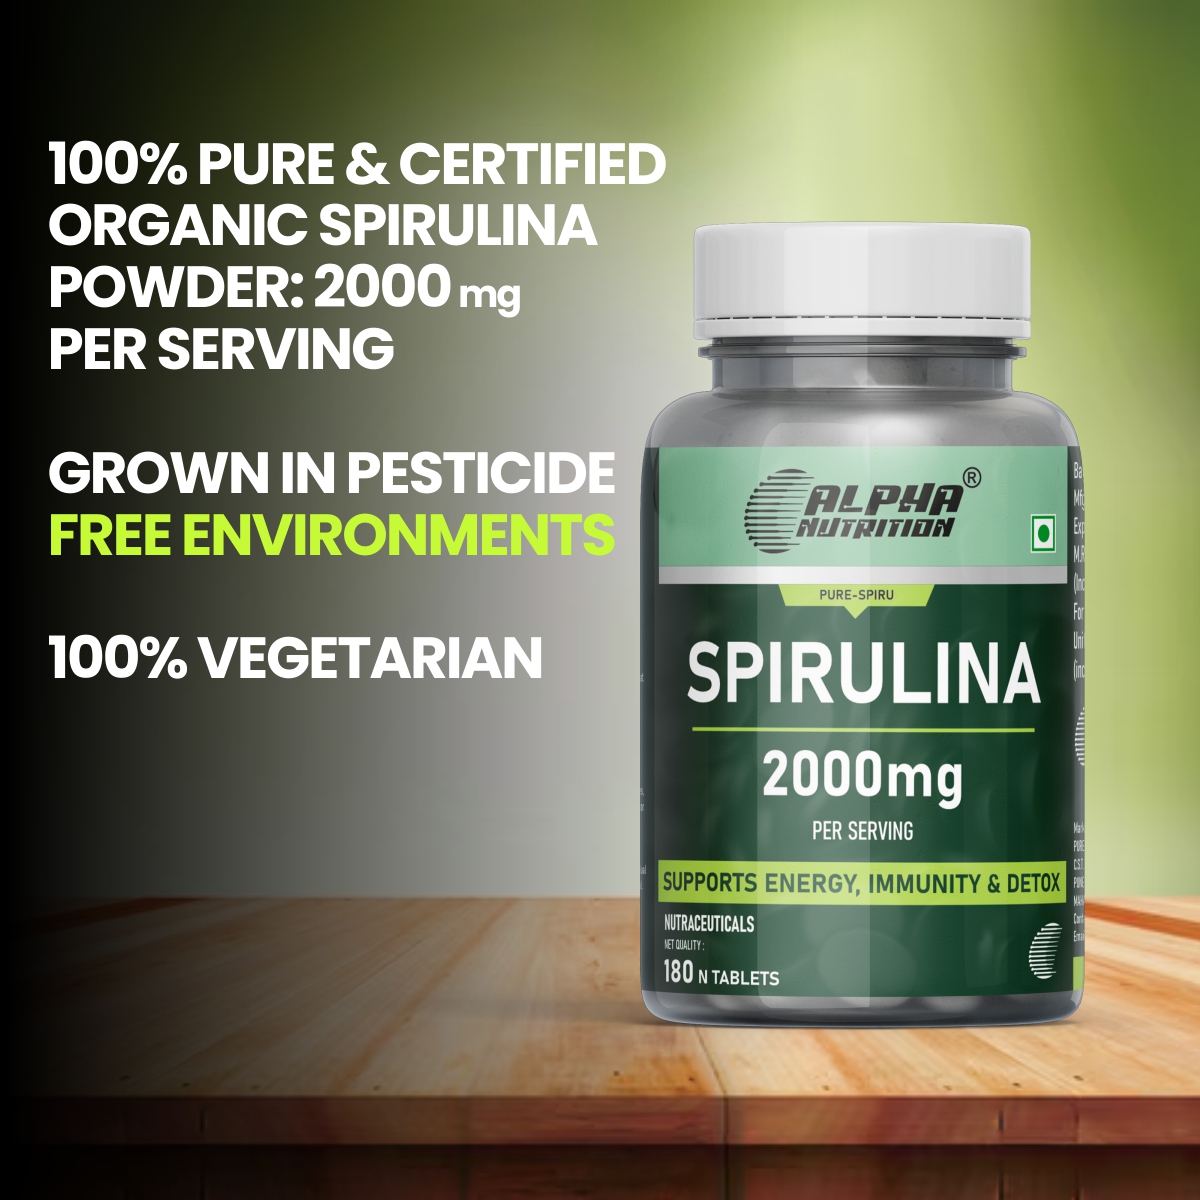 100% PURE & CERTIFIED
ORGANIC SPIRULINA
POWDER: 2000 mg
PER SERVING
GROWN IN PESTICIDE
FREE ENVIRONMENTS
100% VEGETARIAN
ALPHA®
NUTRITION
PURE-SPIRU
SPIRULINA
2000mg
PER SERVING
SUPPORTS ENERGY, IMMUNITY & DETOX
NUTRACEUTICALS
NET QUALITY :
180 N TABLETS